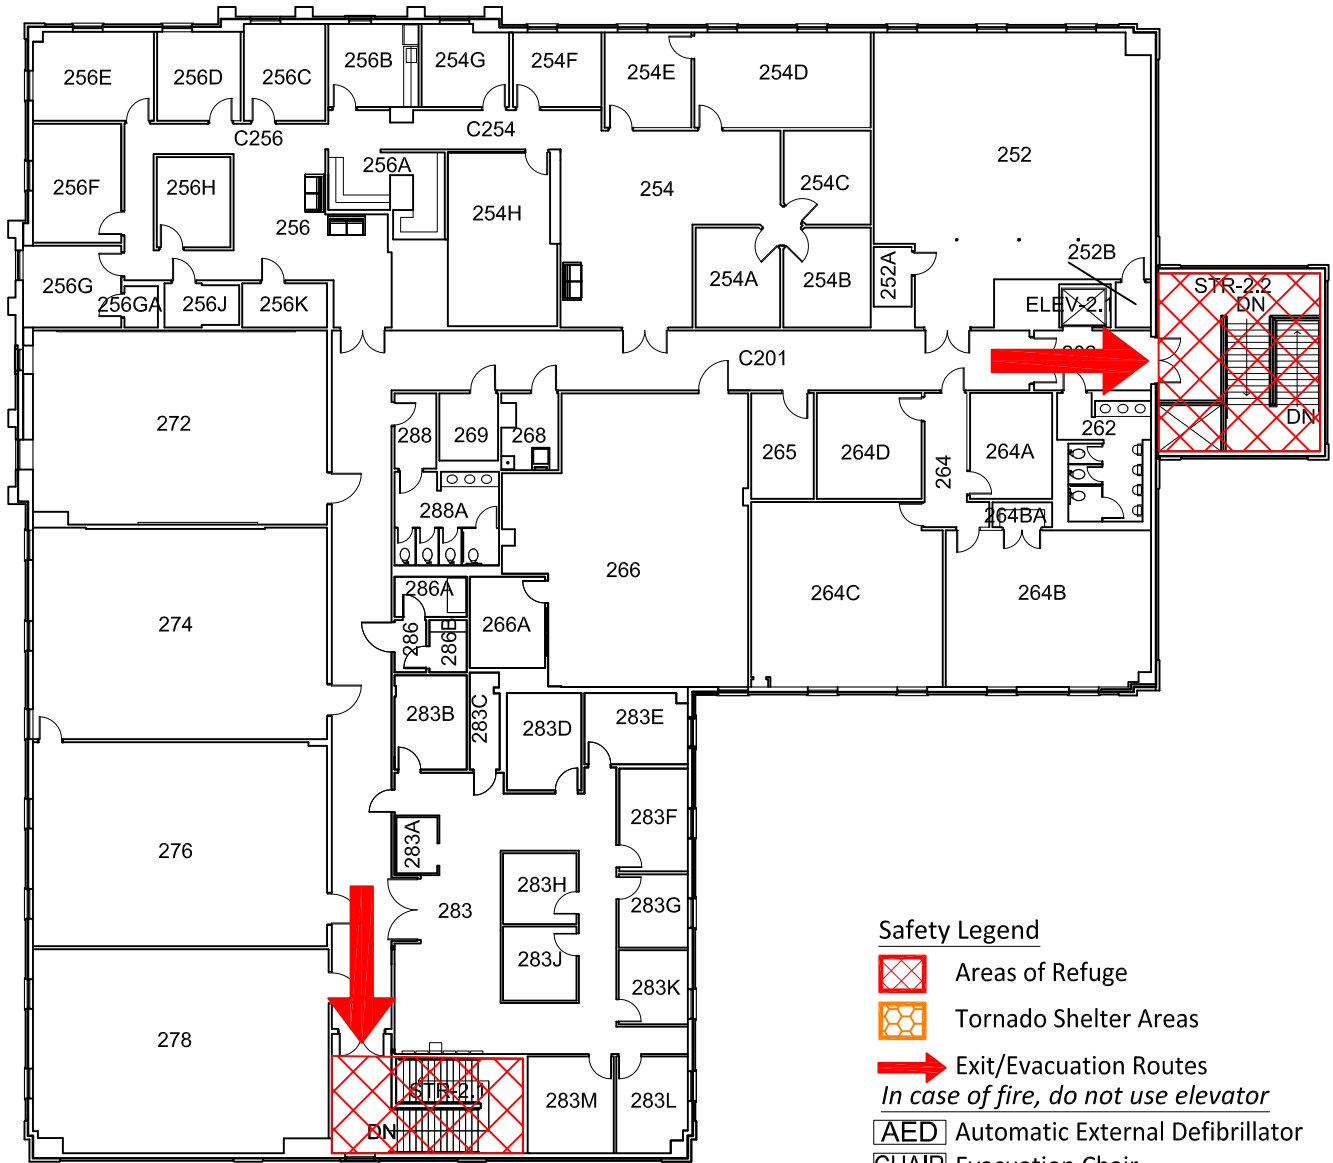 256E
256D
256C
256B
254G
254F
254E
254D
C256
C254
256A
252
256F
256H
254H
254
254C
256
256G
256GA
256J
256K
254A
254B
252A
252B
ELEV-2.1
STR-2.2
DN
DN
C201
272
288
269
268
265
264D
264
264A
262
288A
264BA
266
264C
264B
274
286A
286
286B
266A
283B
283C
283D
283E
276
283A
283F
283
283H
283G
283J
283K
278
STR-2.1
DN
283M
283L
Safety Legend
Areas of Refuge
Tornado Shelter Areas
Exit/Evacuation Routes
In case of fire, do not use elevator
AED Automatic External Defibrillator
CHAIR Evacuation Chair